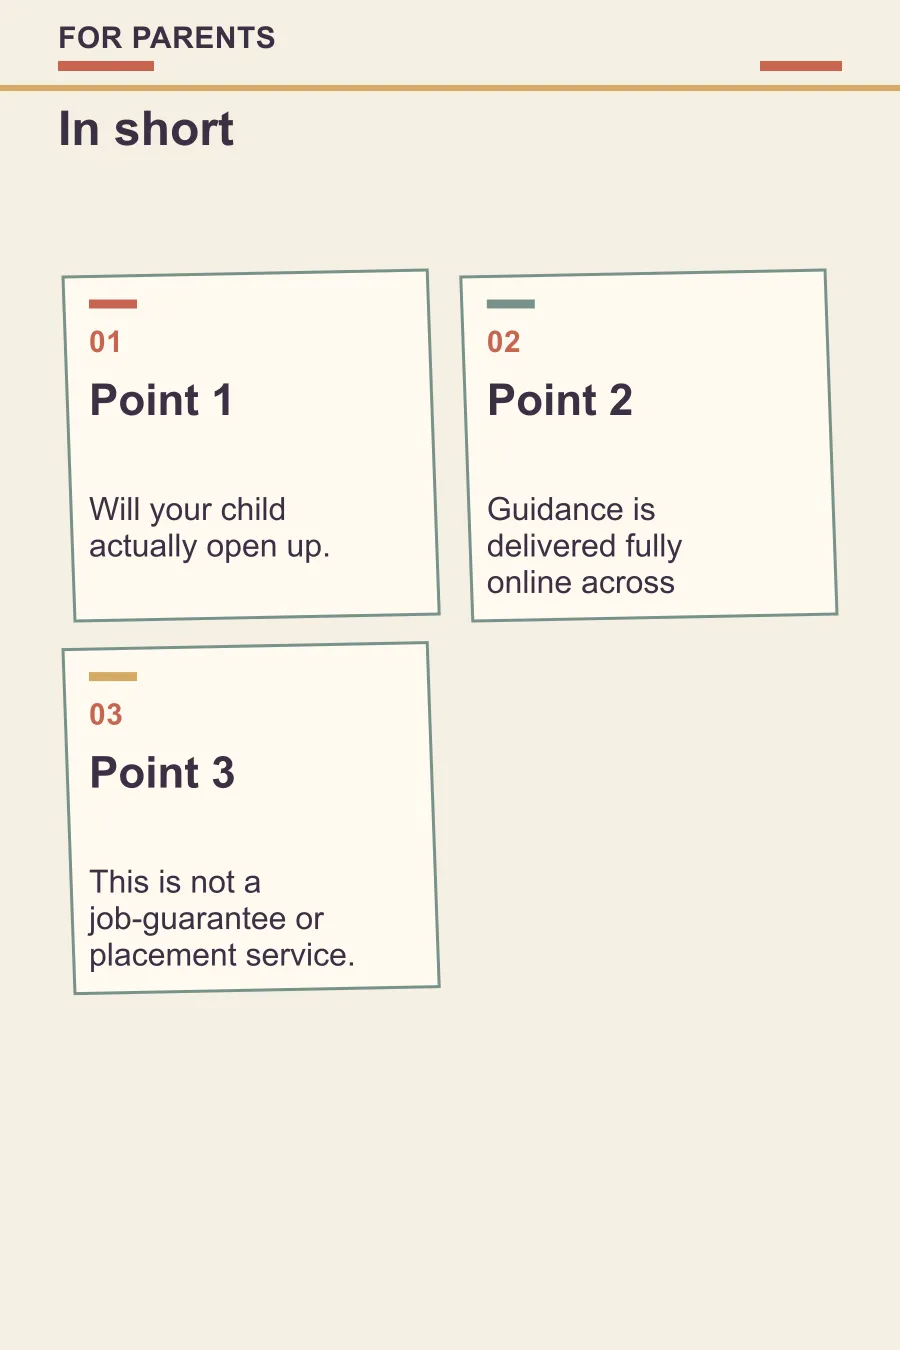 FOR PARENTS
In short
01
Point 1
Will your child
actually open up.
02
Point 2
Guidance is
delivered fully
online across
03
Point 3
This is not a
job-guarantee or
placement service.